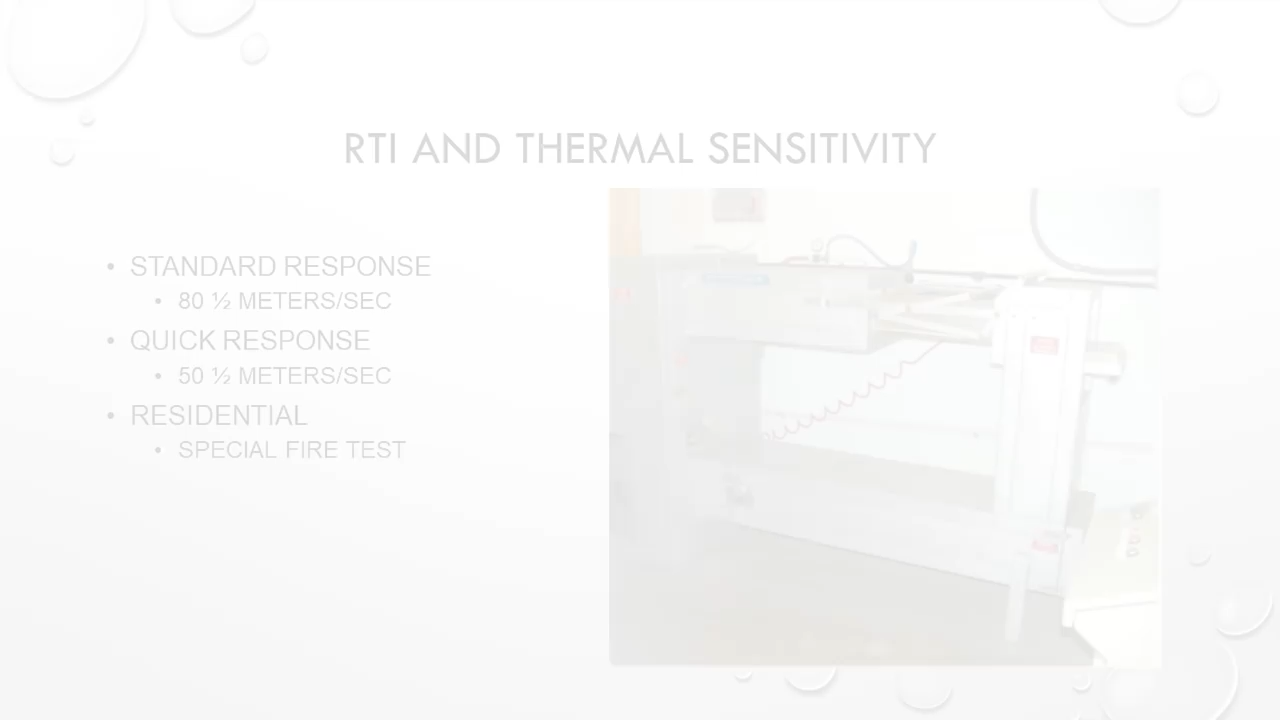 RTI AND THERMAL SENSITIVITY
• STANDARD RESPONSE
• 80 ½ METERS/SEC
• QUICK RESPONSE
• 50 ½ METERS/SEC
• RESIDENTIAL
• SPECIAL FIRE TEST